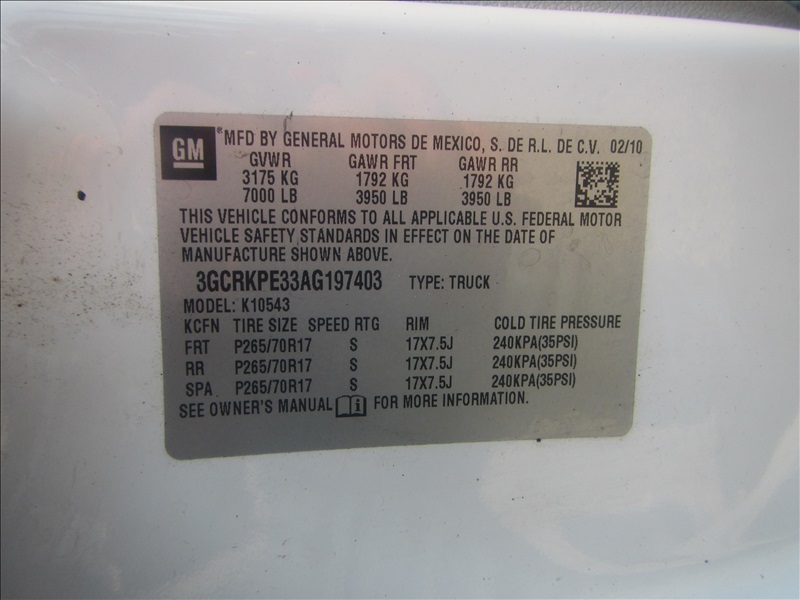 GM ® MFD BY GENERAL MOTORS DE MEXICO, S. DE R.L. DE C.V. 02/10
GVWR GAWR FRT GAWR RR
3175 KG 1792 KG 1792 KG
7000 LB 3950 LB 3950 LB
THIS VEHICLE CONFORMS TO ALL APPLICABLE U.S. FEDERAL MOTOR
VEHICLE SAFETY STANDARDS IN EFFECT ON THE DATE OF
MANUFACTURE SHOWN ABOVE.
3GCRKPE33AG197403 TYPE: TRUCK
MODEL: K10543
KCFN TIRE SIZE SPEED RTG RIM COLD TIRE PRESSURE
FRT P265/70R17 S 17X7.5J 240KPA(35PSI)
RR P265/70R17 S 17X7.5J 240KPA(35PSI)
SPA P265/70R17 S 17X7.5J 240KPA(35PSI)
SEE OWNER'S MANUAL i FOR MORE INFORMATION.